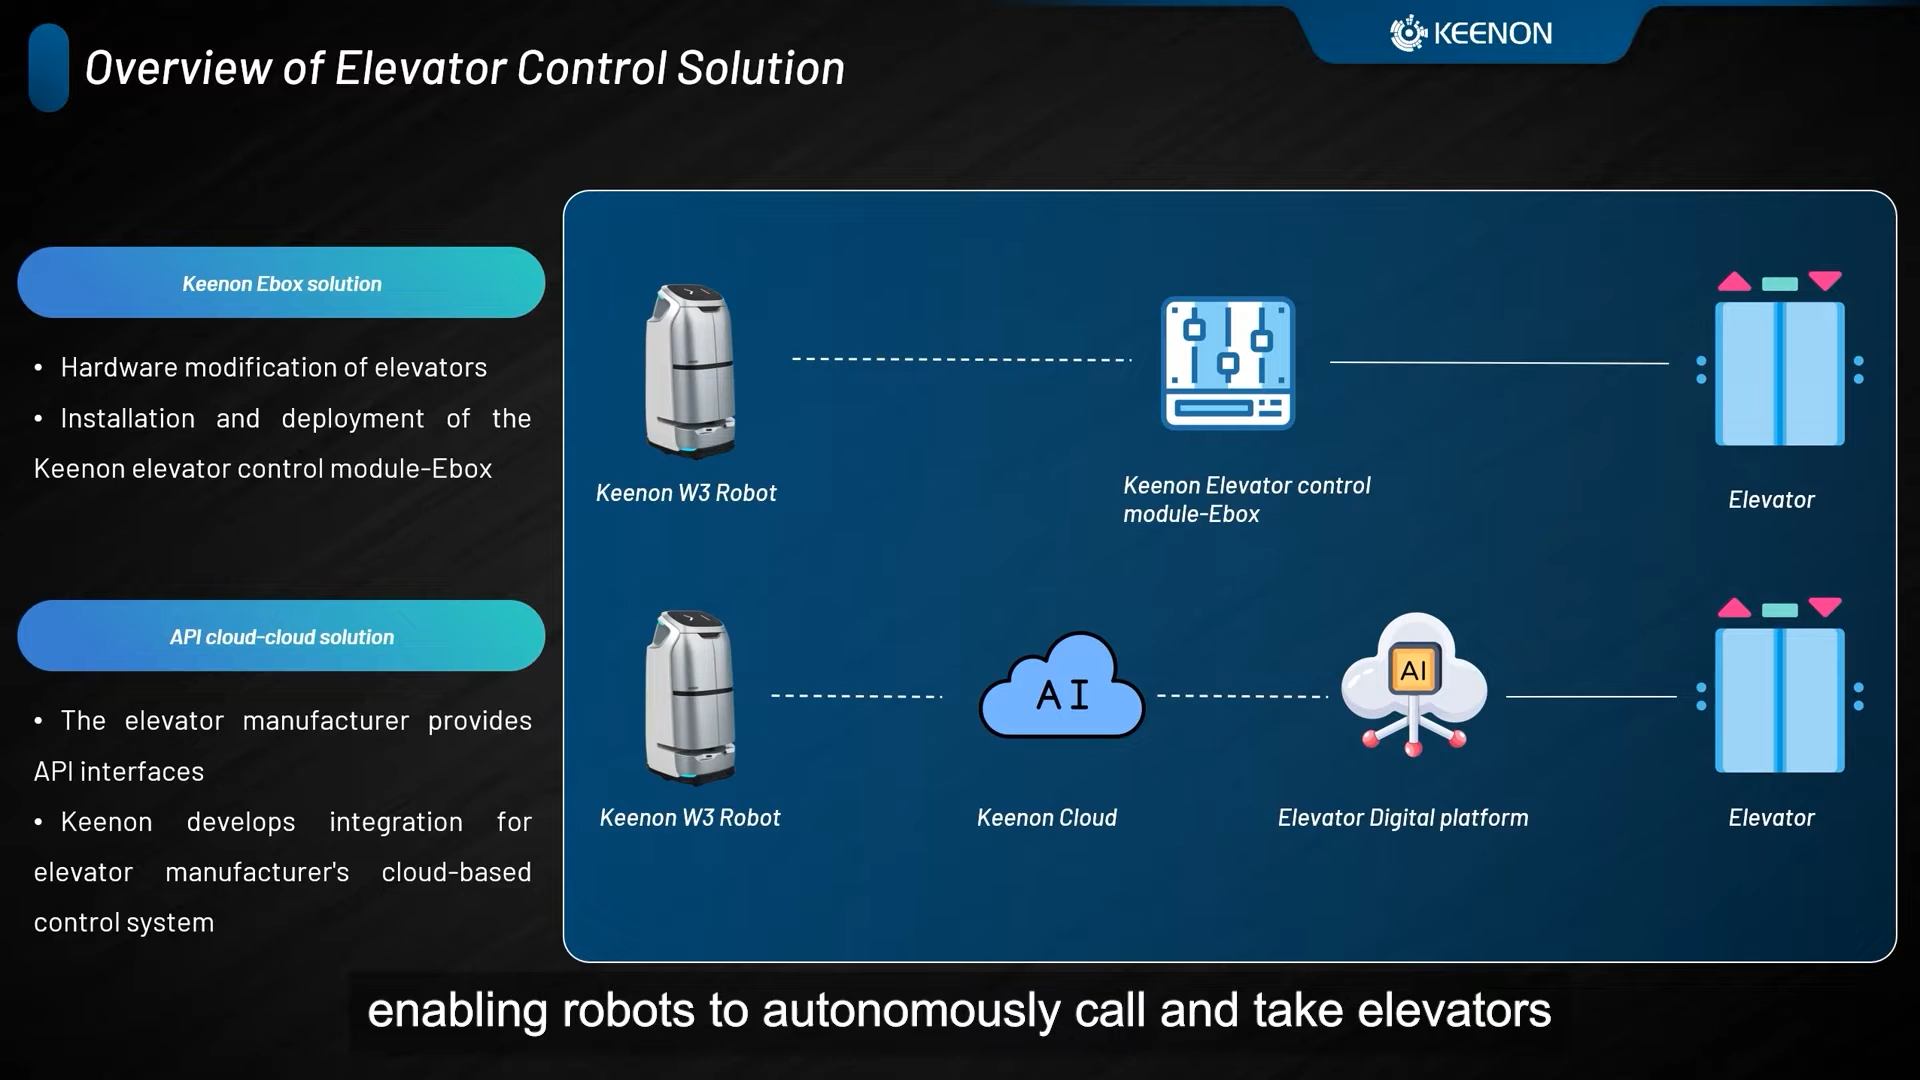 KEENON
Overview of Elevator Control Solution
Keenon Ebox solution
• Hardware modification of elevators
• Installation and deployment of the
Keenon elevator control module-Ebox
API cloud-cloud solution
• The elevator manufacturer provides
API interfaces
• Keenon develops integration for
elevator manufacturer's cloud-based
control system
Keenon W3 Robot
Keenon Elevator control
module-Ebox
Elevator
AI
AI
Keenon W3 Robot
Keenon Cloud
Elevator Digital platform
Elevator
enabling robots to autonomously call and take elevators